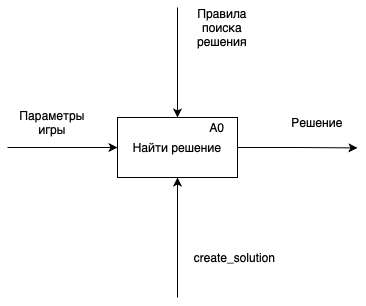 Правила
поиска
решения
Параметры
игры
A0
Найти решение
Решение
create_solution